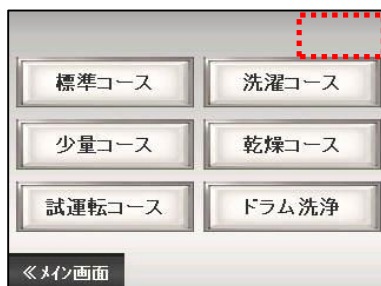 標準コース
洗濯コース
少量コース
乾燥コース
試運転コース
ドラム洗浄
≪メイン画面